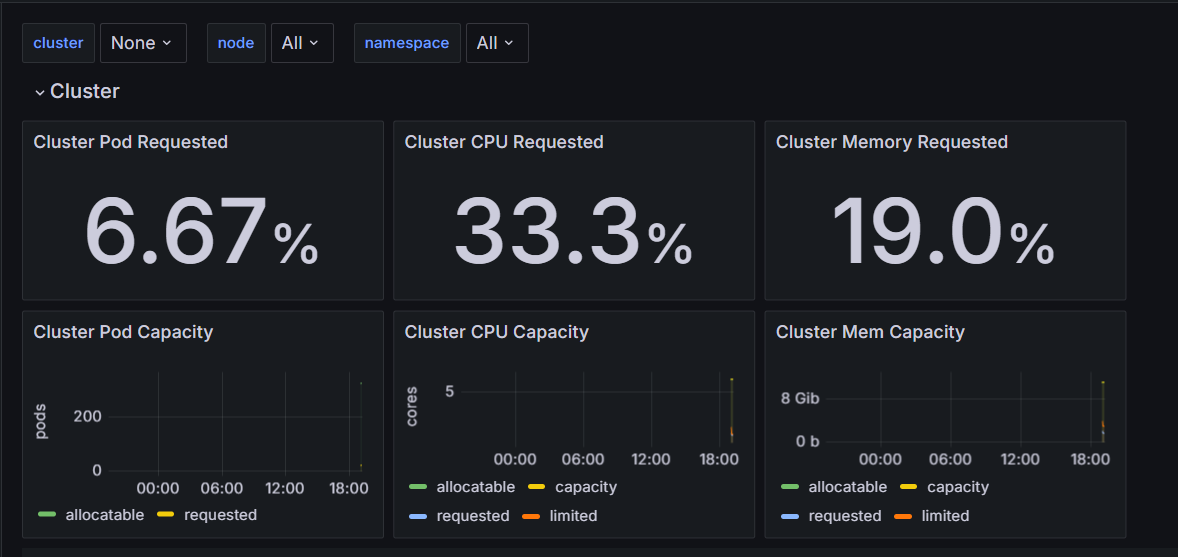 cluster None node All namespace All
Cluster
Cluster Pod Requested
6.67%
Cluster CPU Requested
33.3%
Cluster Memory Requested
19.0%
Cluster Pod Capacity
pods
200
0
00:00 06:00 12:00 18:00
allocatable requested
Cluster CPU Capacity
cores
5
00:00 06:00 12:00 18:00
allocatable capacity
requested limited
Cluster Mem Capacity
8 Gib
0 b
00:00 06:00 12:00 18:00
allocatable capacity
requested limited